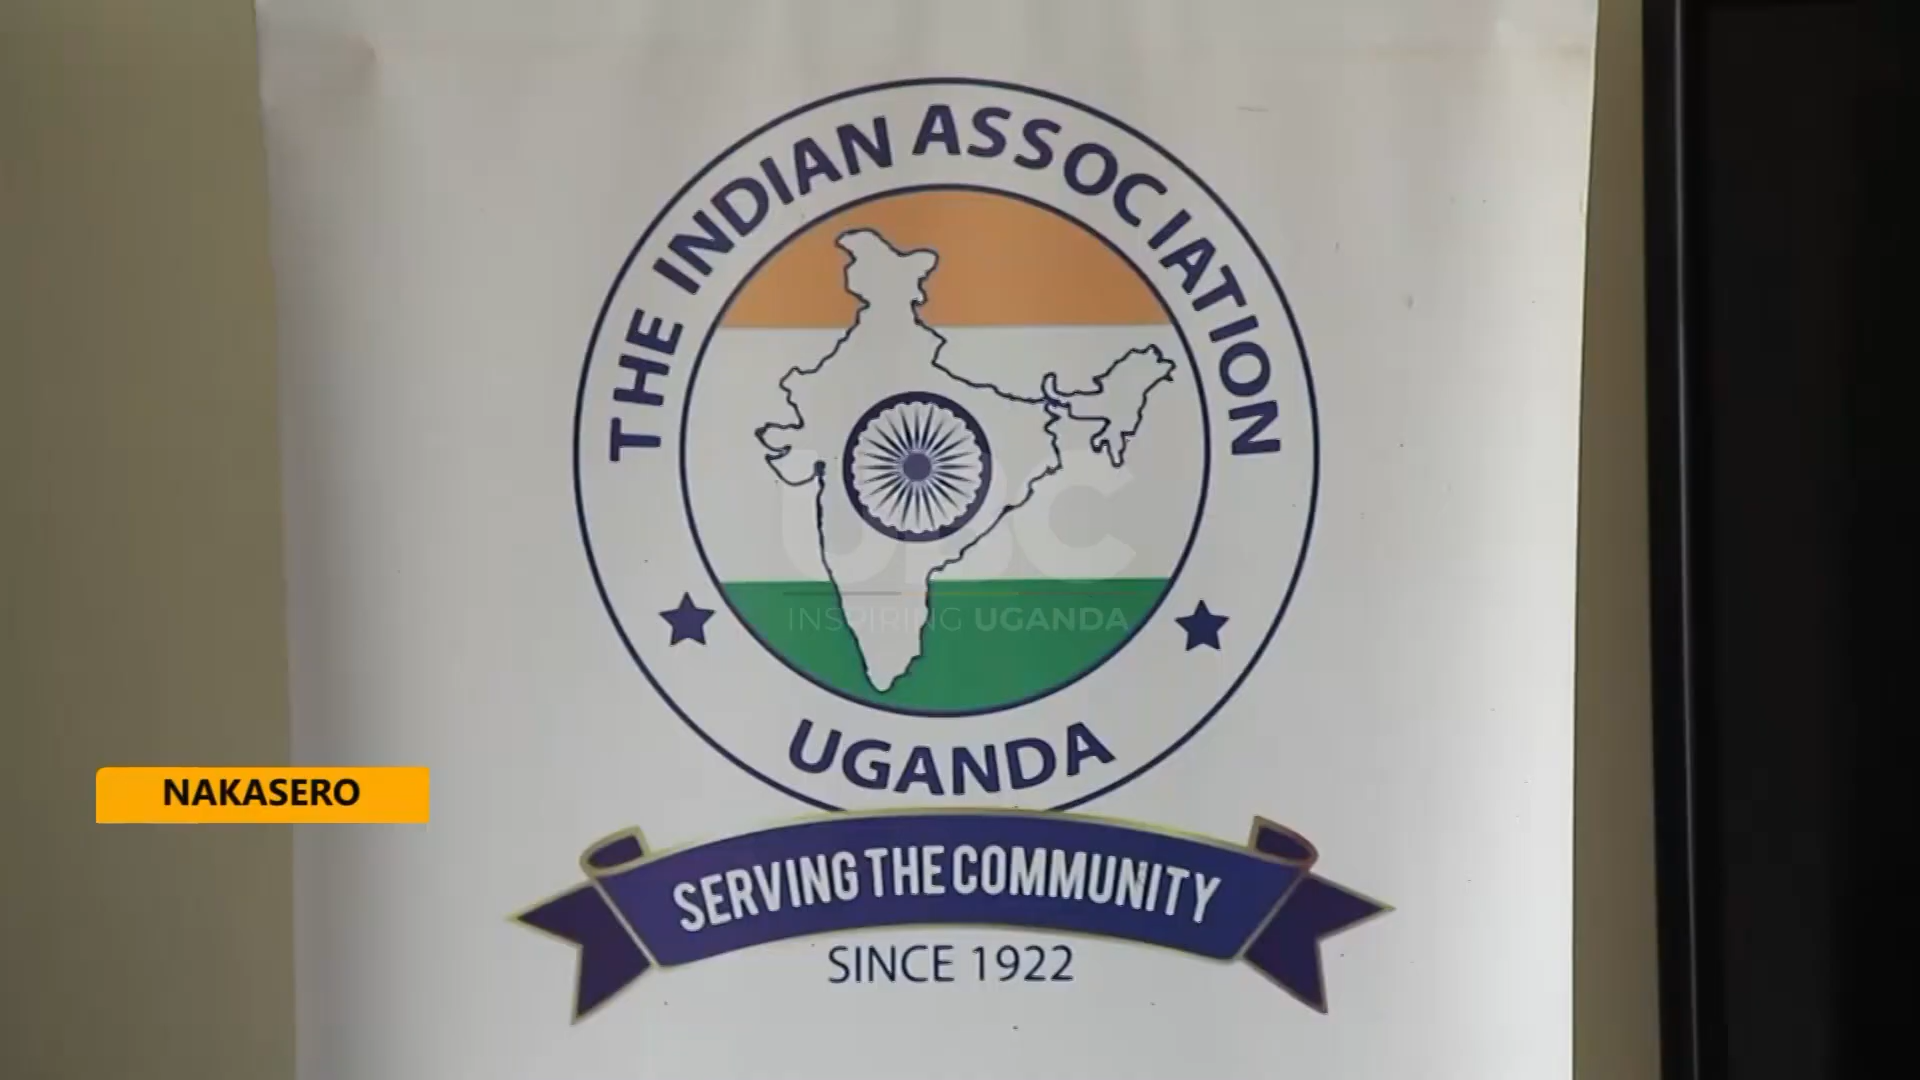 THE INDIAN ASSOCIATION
UBC
INSPIRING UGANDA
UGANDA
NAKASERO
SERVING THE COMMUNITY
SINCE 1922